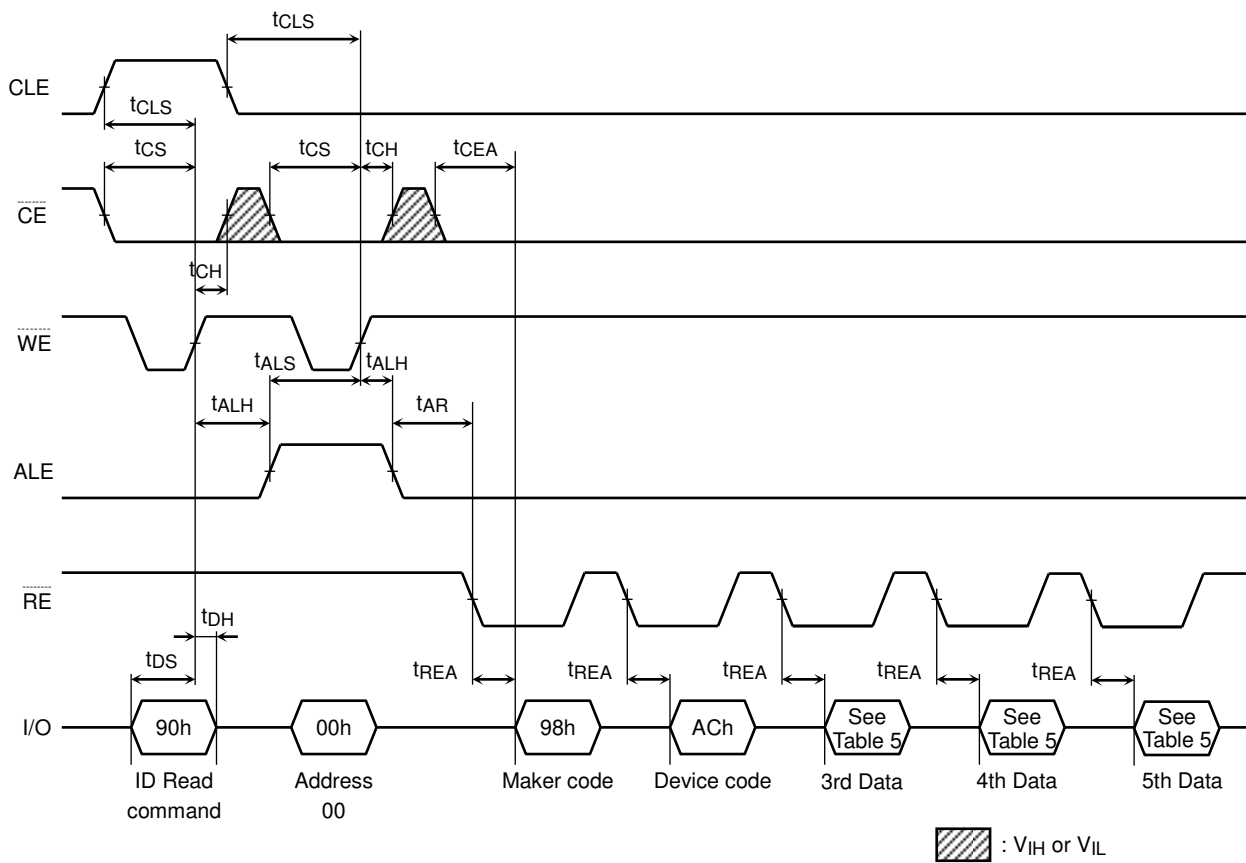 tCLS
CLE
tCLS
tCS
tCS
tCH
tCEA
CE
tCH
WE
tALS
tALH
tALH
tAR
ALE
RE
tDH
tDS
tREA
tREA
tREA
tREA
tREA
I/O
90h
00h
98h
ACh
See
Table 5
See
Table 5
See
Table 5
ID Read
command
Address
00
Maker code
Device code
3rd Data
4th Data
5th Data
: VIH or VIL